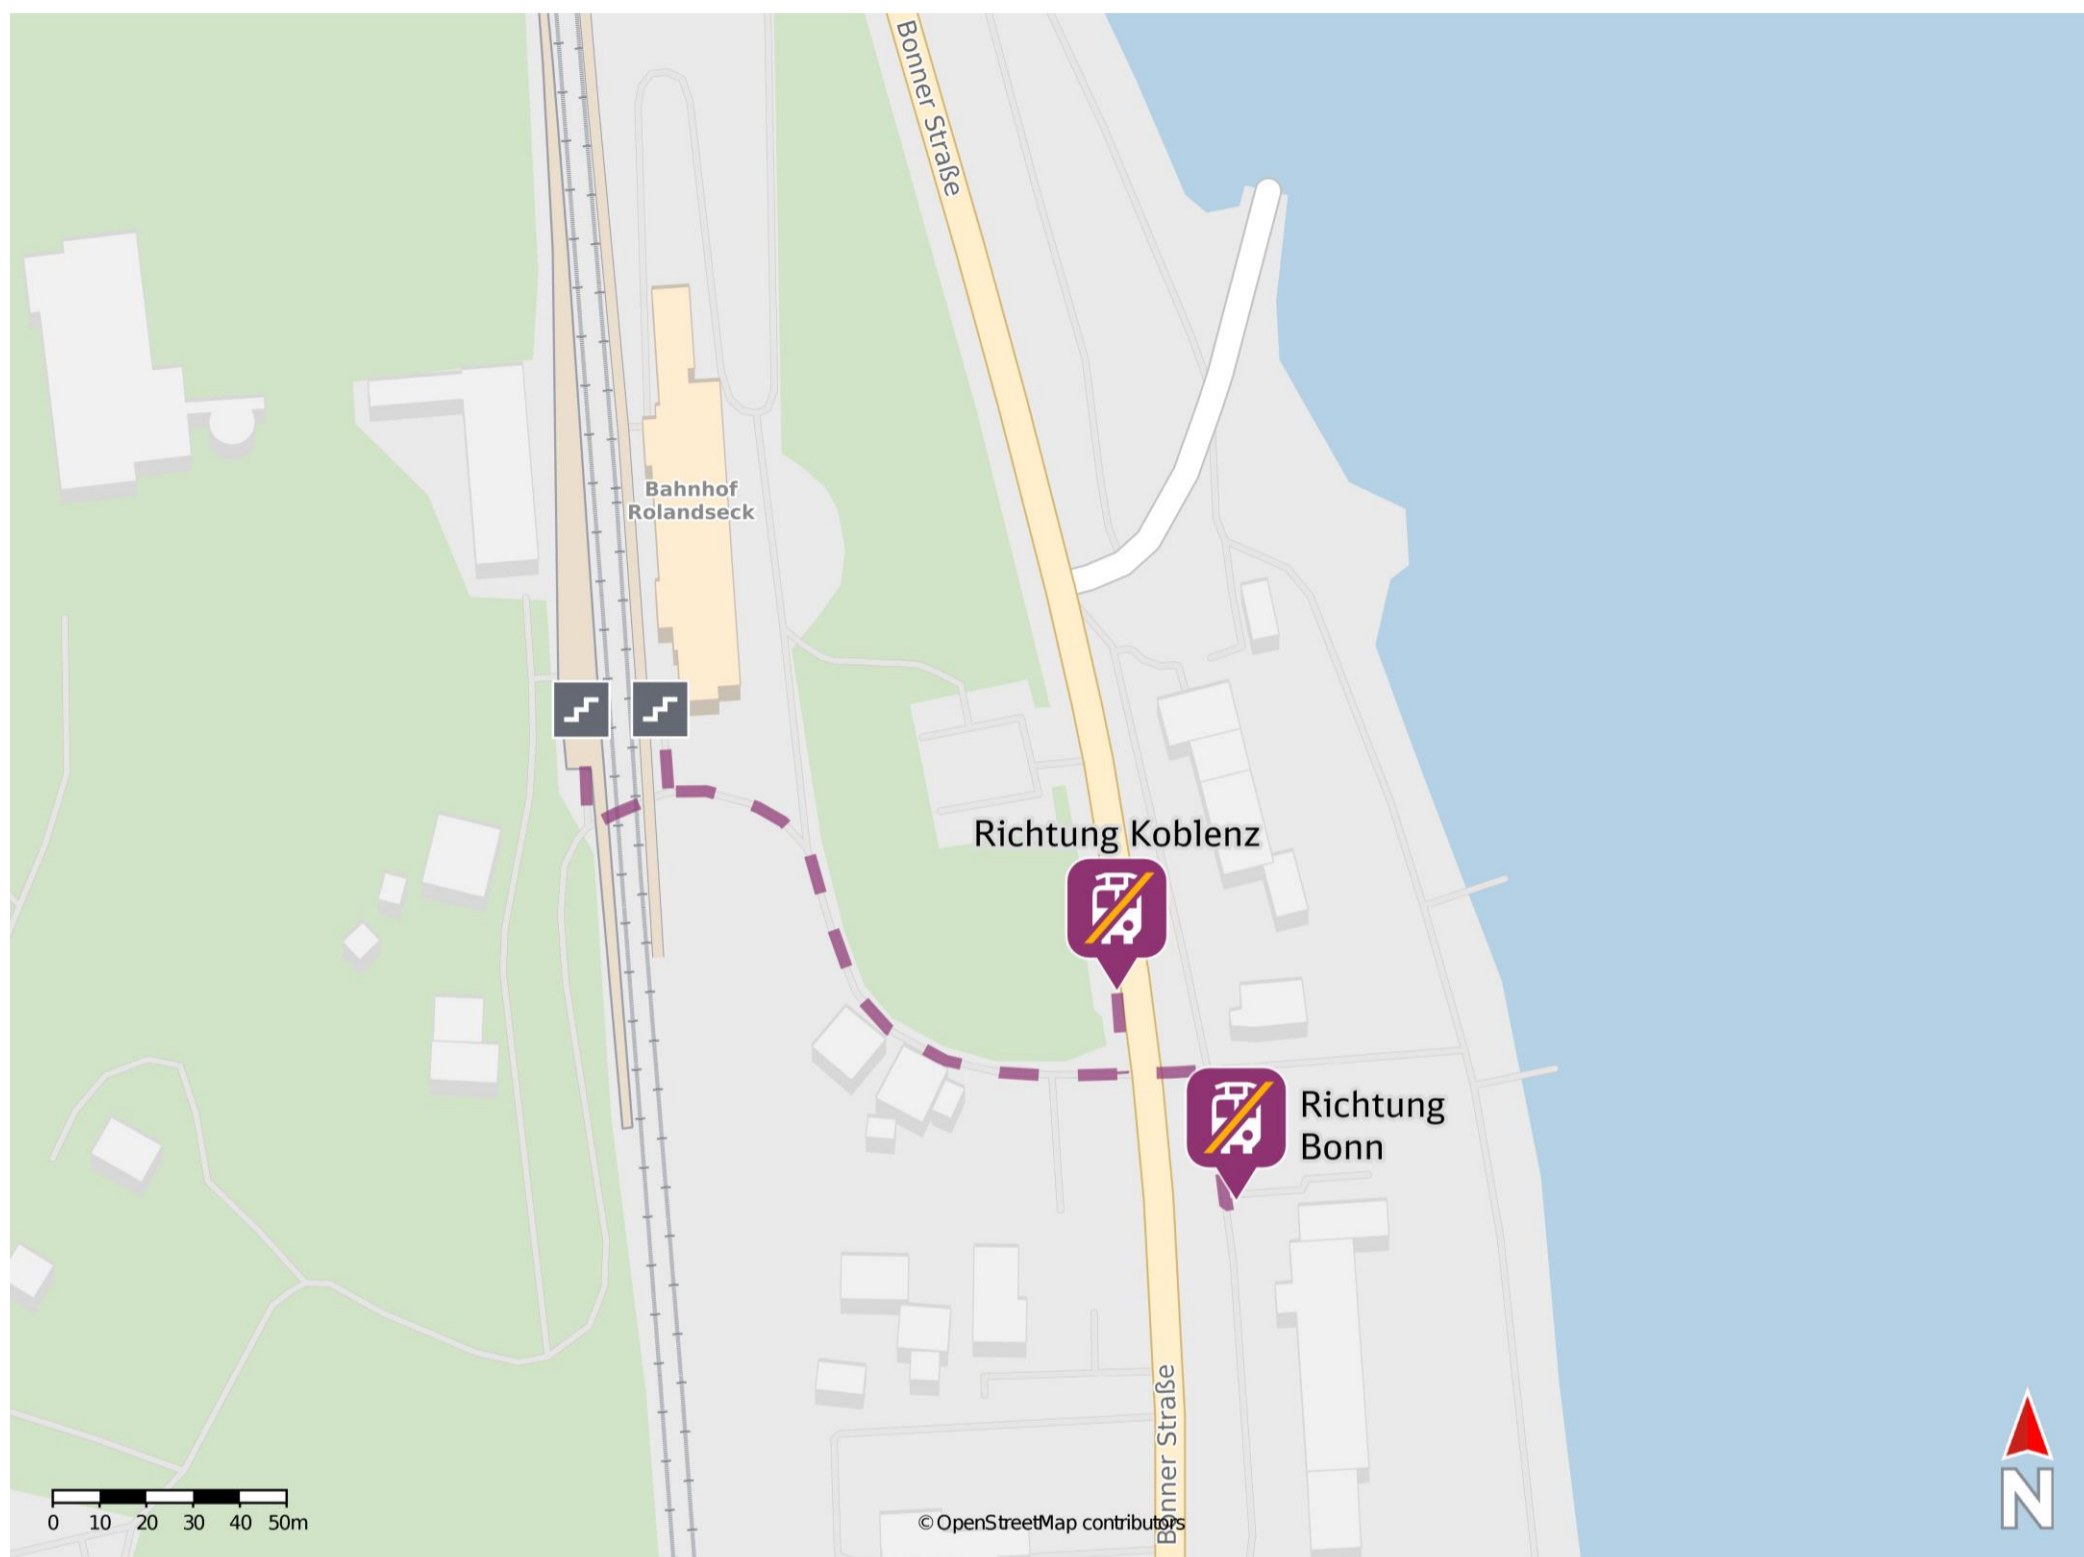 Bonner Straße
Bahnhof
Rolandseck
Richtung Koblenz
Richtung
Bonn
Bonner Straße
0 10 20 30 40 50m
© OpenStreetMap contributors
N